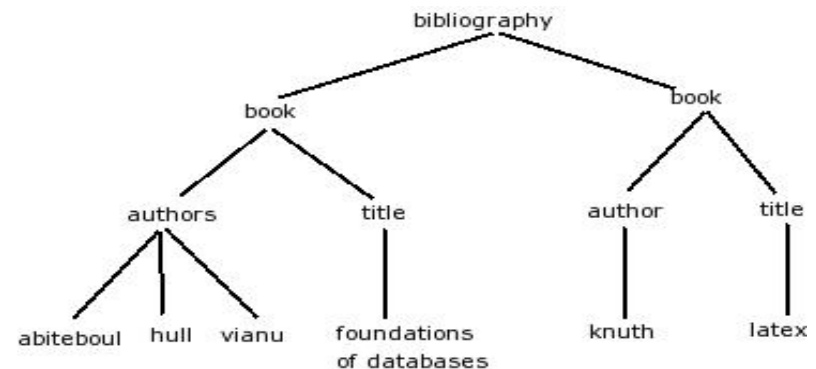 bibliography
book
book
authors
title
author
title
abiteboul
hull
vianu
foundations
of databases
knuth
latex